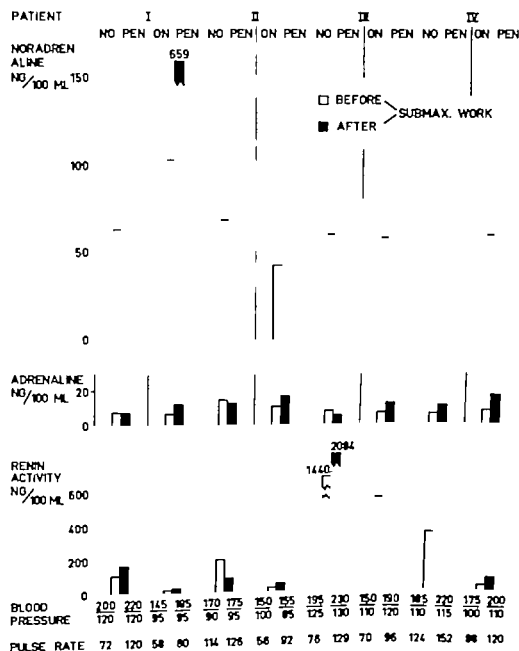 PATIENT I II III IV
NO PEN ON PEN NO PEN ON PEN NO PEN ON PEN NO PEN ON PEN
NORADREN
ALINE
NG/100 ML
659
150
BEFORE
AFTER
SUBMAX. WORK
100
50
0
ADRENALINE
NG/100 ML
20
0
RENIN
ACTIVITY
NG/100 ML
2084
1440
600
400
200
0
BLOOD
PRESSURE
200 220 145 185 170 175 150 155 195 230 150 190 185 220 175 200
120 120 95 95 90 95 100 85 125 130 110 120 110 115 100 110
PULSE RATE 72 120 58 80 114 126 56 92 76 129 70 96 124 152 88 120